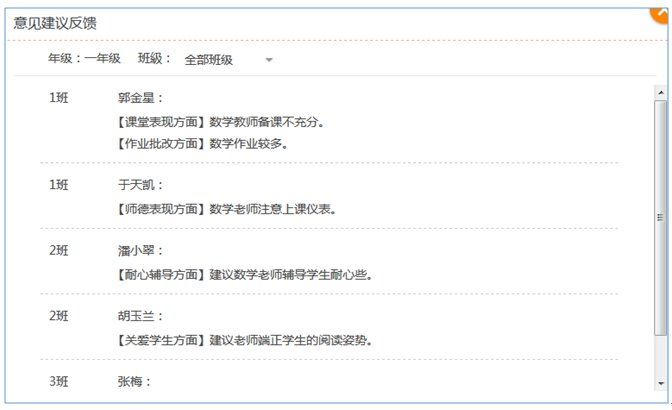 意见建议反馈
年级：一年级 班级： 全部班级
1班 郭金星：
【课堂表现方面】数学教师备课不充分。
【作业批改方面】数学作业较多。
1班 于天凯：
【师德表现方面】数学老师注意上课仪表。
2班 潘小翠：
【耐心辅导方面】建议数学老师辅导学生耐心些。
2班 胡玉兰：
【关爱学生方面】建议老师端正学生的阅读姿势。
3班 张梅：